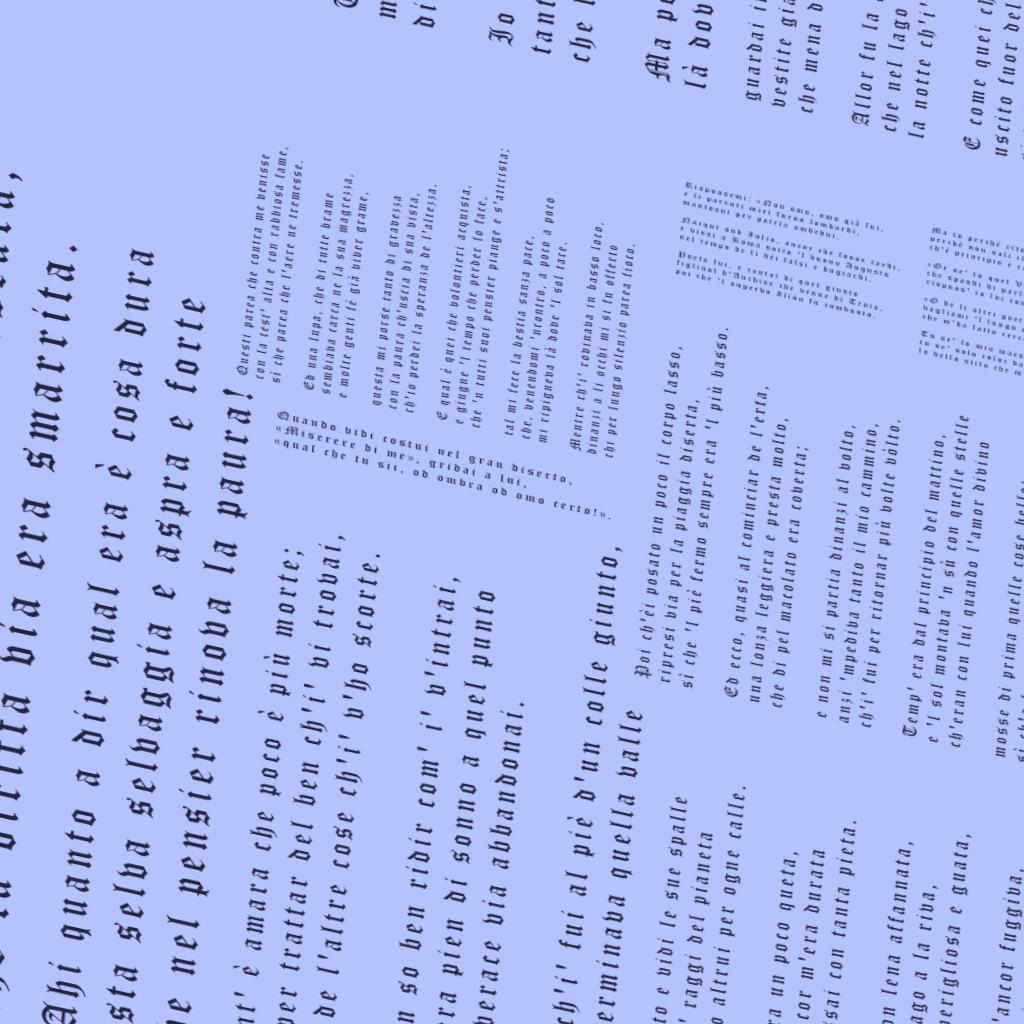 diritta via era smarrita.
Ahi quanto a dir qual era è cosa dura
sta selva selvaggia e aspra e forte
he nel pensier rinova la paura!
nt' è amara che poco è più morte;
per trattar del ben ch'i' vi trovai,
de l'altre cose ch'i' v'ho scorte.
n so ben ridir com' i' v'intrai,
ra pien di sonno a quel punto
verace via abbandonai.
ch'i' fui al piè d'un colle giunto,
erminava quella valle
Io
tant
che l
Ma pe
là dov
guardai i
vestite già
che mena d
Allor fu la
che nel lago
la notte ch'i'
E come quei ch
uscito fuor del
to e vidi le sue spalle
' raggi del pianeta
o altrui per ogne calle.
a un poco queta,
cor m'era durata
ssai con tanta pieta.
n lena affannata,
ago a la riva,
erigliosa e guata,
'ancor fuggiva,
Poi ch'èi posato un poco il corpo lasso,
ripresi via per la piaggia diserta,
sì che 'l piè fermo sempre era 'l più basso.
Ed ecco, quasi al cominciar de l'erta,
una lonza leggiera e presta molto,
che di pel macolato era coverta;
e non mi si partia dinanzi al volto,
anzi 'mpediva tanto il mio cammino,
ch'i' fui per ritornar più volte vòlto.
Temp' era dal principio del mattino,
e 'l sol montava 'n sù con quelle stelle
ch'eran con lui quando l'amor divino
mosse di prima quelle cose belle
Questi parea che contra me venisse
con la test' alta e con rabbiosa fame,
sì che parea che l'aere ne tremesse.
Ed una lupa, che di tutte brame
sembiava carca ne la sua magrezza,
e molte genti fé già viver grame,
questa mi porse tanto di gravezza
con la paura ch'uscia di sua vista,
ch'io perdei la speranza de l'altezza.
E qual è quei che volontieri acquista,
e giugne 'l tempo che perder lo face,
che 'n tutti suoi pensier piange e s'attrista;
tal mi fece la bestia sanza pace,
che, venendomi 'ncontro, a poco a poco
mi ripigneva là dove 'l sol tace.
Mentre ch'i' rovinava in basso loco,
dinanzi a li occhi mi si fu offerto
chi per lungo silenzio parea fioco.
Quando vidi costui nel gran diserto,
«Miserere di me», gridai a lui,
«qual che tu sii, od ombra od omo certo!».
Rispuosemi: «Non omo, omo già fui,
e li parenti miei furon lombardi,
mantoani per patrïa ambedui.
Nacqui sub Iulio, ancor che fosse tardi,
e vissi a Roma sotto 'l buono Augusto
nel tempo de li dèi falsi e bugiardi.
Poeta fui, e cantai di quel giusto
figliuol d'Anchise che venne di Troia,
poi che 'l superbo Ilïón fu combusto.
Ma tu perché rito
perché non sali
ch'è principio e
«Or se' tu quel V
che spandi di parl
rispuos' io lui con
«O de li altri poet
vagliami 'l lungo
che m'ha fatto cerc
Tu se' lo mio maes
tu se' solo colui da
lo bello stilo che m